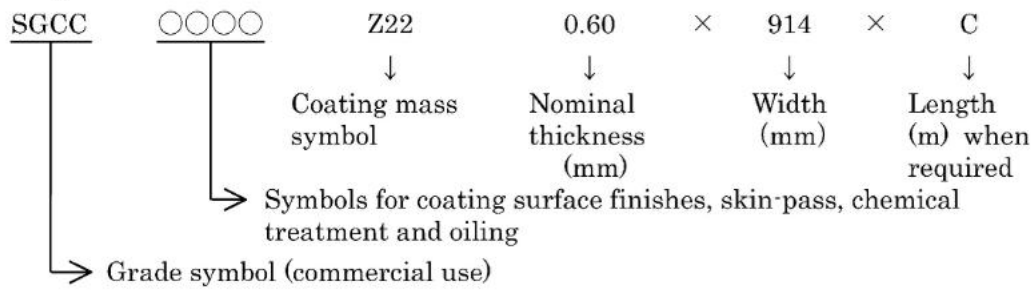 SGCC ○○○○ Z22 0.60 × 914 × C
↓ ↓ ↓ ↓
Coating mass Nominal Width Length
symbol thickness (mm) (m) when
(mm) required
Symbols for coating surface finishes, skin-pass, chemical
treatment and oiling
Grade symbol (commercial use)